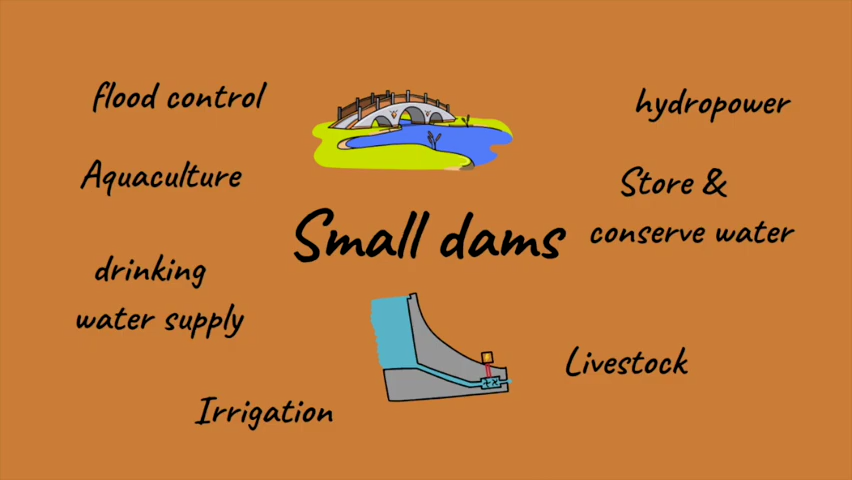 flood control
hydropower
Aquaculture
Store &
conserve water
Small dams
drinking
water supply
Livestock
Irrigation